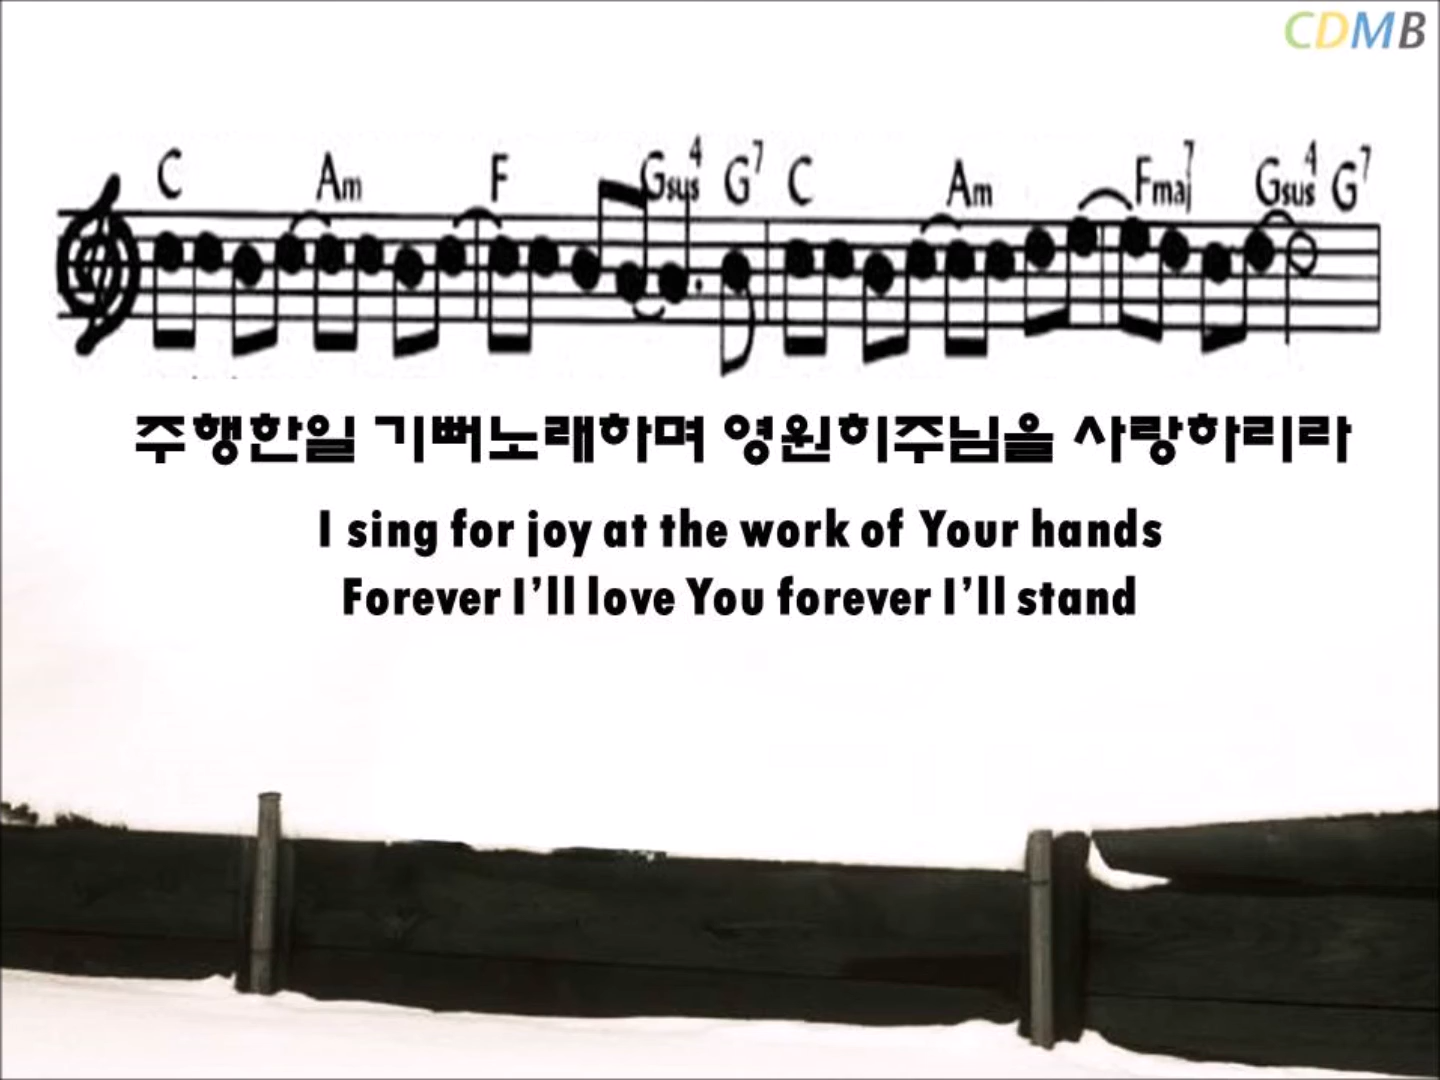 CDMB
C Am F Gsus4 G7 C Am Fmaj7 Gsus4 G7
주행한일 기뻐노래하며 영원히주님을 사랑하리라
I sing for joy at the work of Your hands
Forever I'll love You forever I'll stand